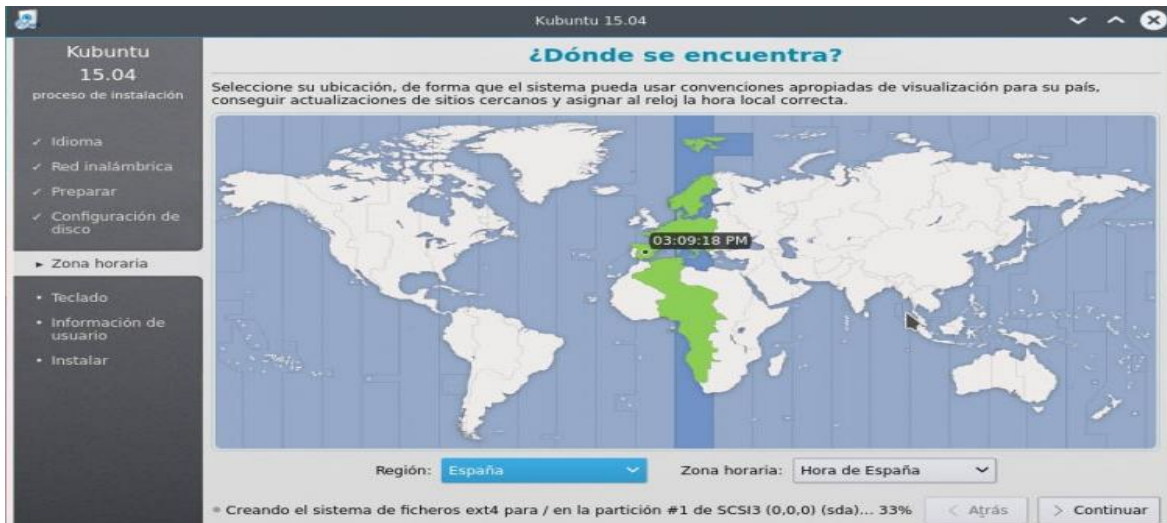 Kubuntu 15.04
Kubuntu
15.04
proceso de instalación
✓ Idioma
✓ Red inalámbrica
✓ Preparar
✓ Configuración de
disco
▸ Zona horaria
• Teclado
• Información de
usuario
• Instalar
¿Dónde se encuentra?
Seleccione su ubicación, de forma que el sistema pueda usar convenciones apropiadas de visualización para su país,
conseguir actualizaciones de sitios cercanos y asignar al reloj la hora local correcta.
03:09:18 PM
Región: España Zona horaria: Hora de España
Creando el sistema de ficheros ext4 para / en la partición #1 de SCSI3 (0,0,0) (sda)... 33% < Atrás > Continuar